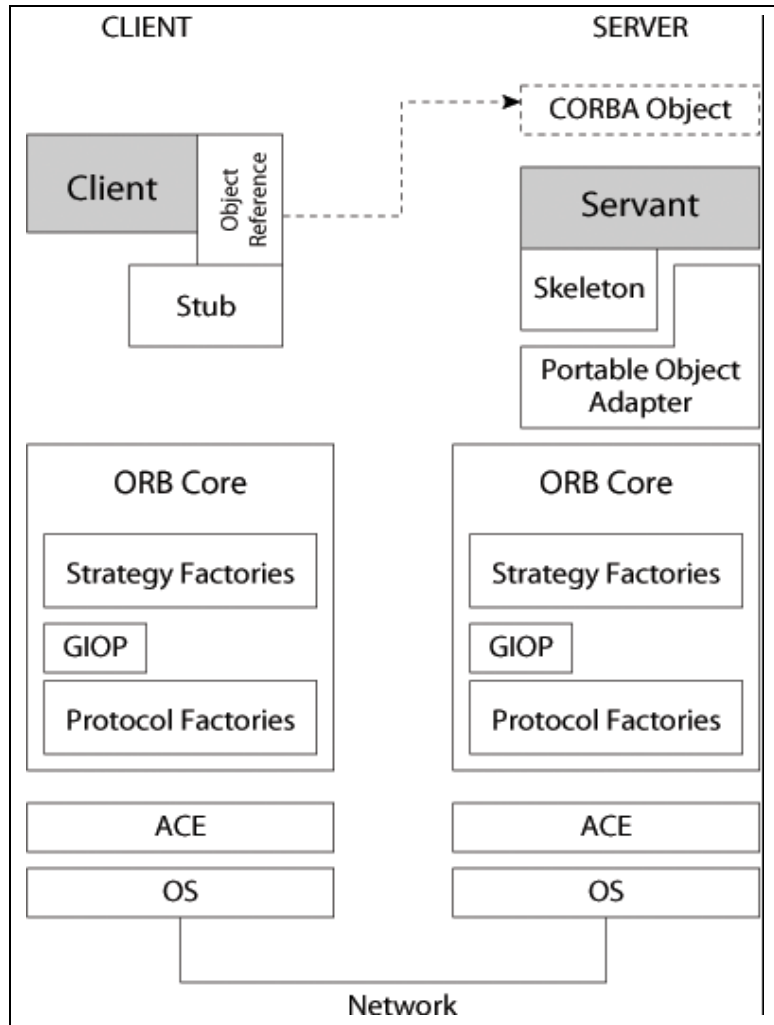 CLIENT
SERVER
CORBA Object
Client
Object
Reference
Servant
Stub
Skeleton
Portable Object
Adapter
ORB Core
ORB Core
Strategy Factories
Strategy Factories
GIOP
GIOP
Protocol Factories
Protocol Factories
ACE
ACE
OS
OS
Network